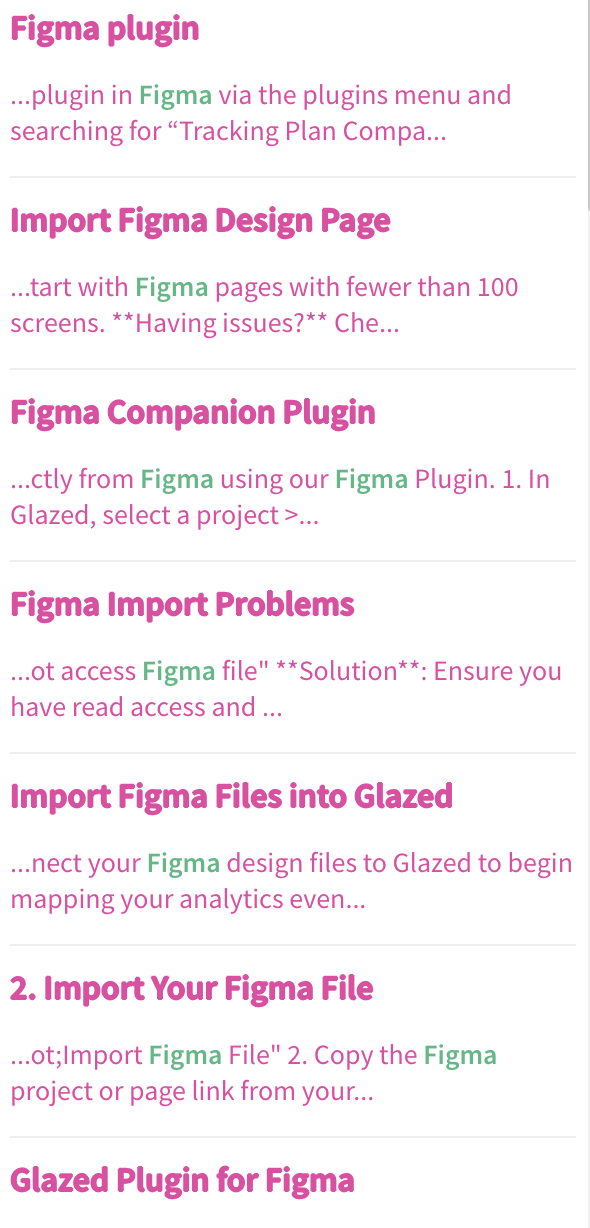 Figma plugin
...plugin in Figma via the plugins menu and
searching for “Tracking Plan Compa...
Import Figma Design Page
...tart with Figma pages with fewer than 100
screens. **Having issues?** Che...
Figma Companion Plugin
...ctly from Figma using our Figma Plugin. 1. In
Glazed, select a project >...
Figma Import Problems
...ot access Figma file" **Solution**: Ensure you
have read access and ...
Import Figma Files into Glazed
...nect your Figma design files to Glazed to begin
mapping your analytics even...
2. Import Your Figma File
...ot;Import Figma File" 2. Copy the Figma
project or page link from your...
Glazed Plugin for Figma